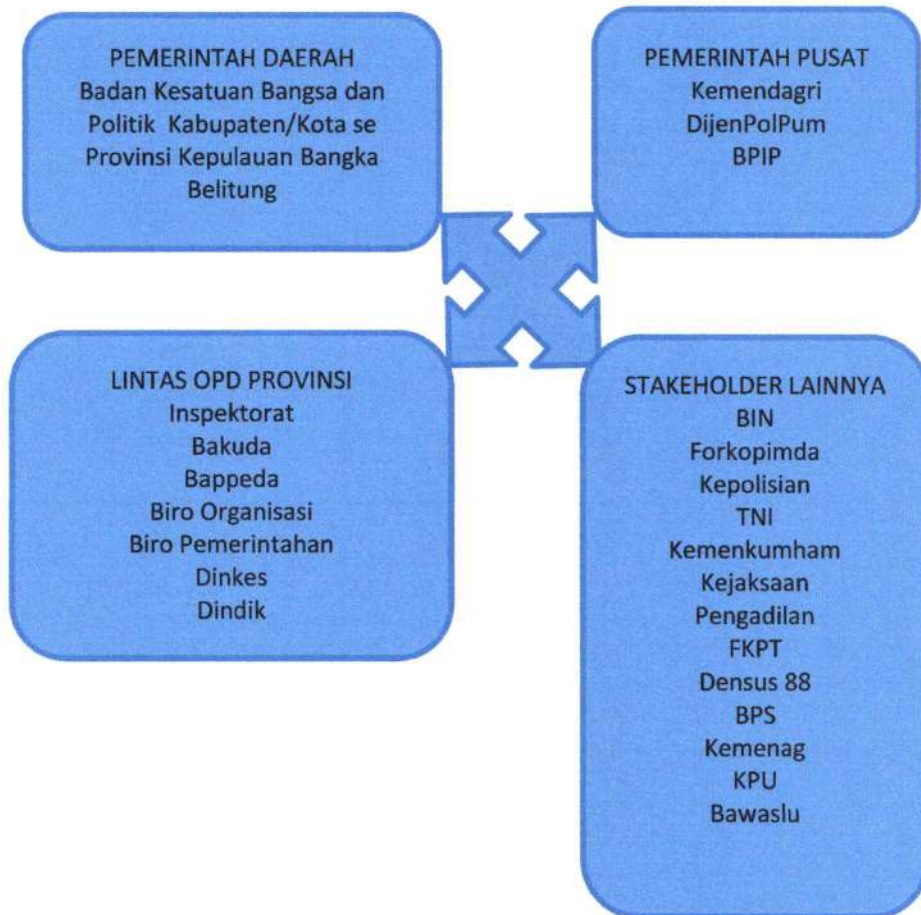 PEMERINTAH DAERAH
Badan Kesatuan Bangsa dan
Politik Kabupaten/Kota se
Provinsi Kepulauan Bangka
Belitung
PEMERINTAH PUSAT
Kemendagri
DijenPolPum
BPIP
LINTAS OPD PROVINSI
Inspektorat
Bakuda
Bappeda
Biro Organisasi
Biro Pemerintahan
Dinkes
Dindik
STAKEHOLDER LAINNYA
BIN
Forkopimda
Kepolisian
TNI
Kemenkumham
Kejaksaan
Pengadilan
FKPT
Densus 88
BPS
Kemenag
KPU
Bawaslu